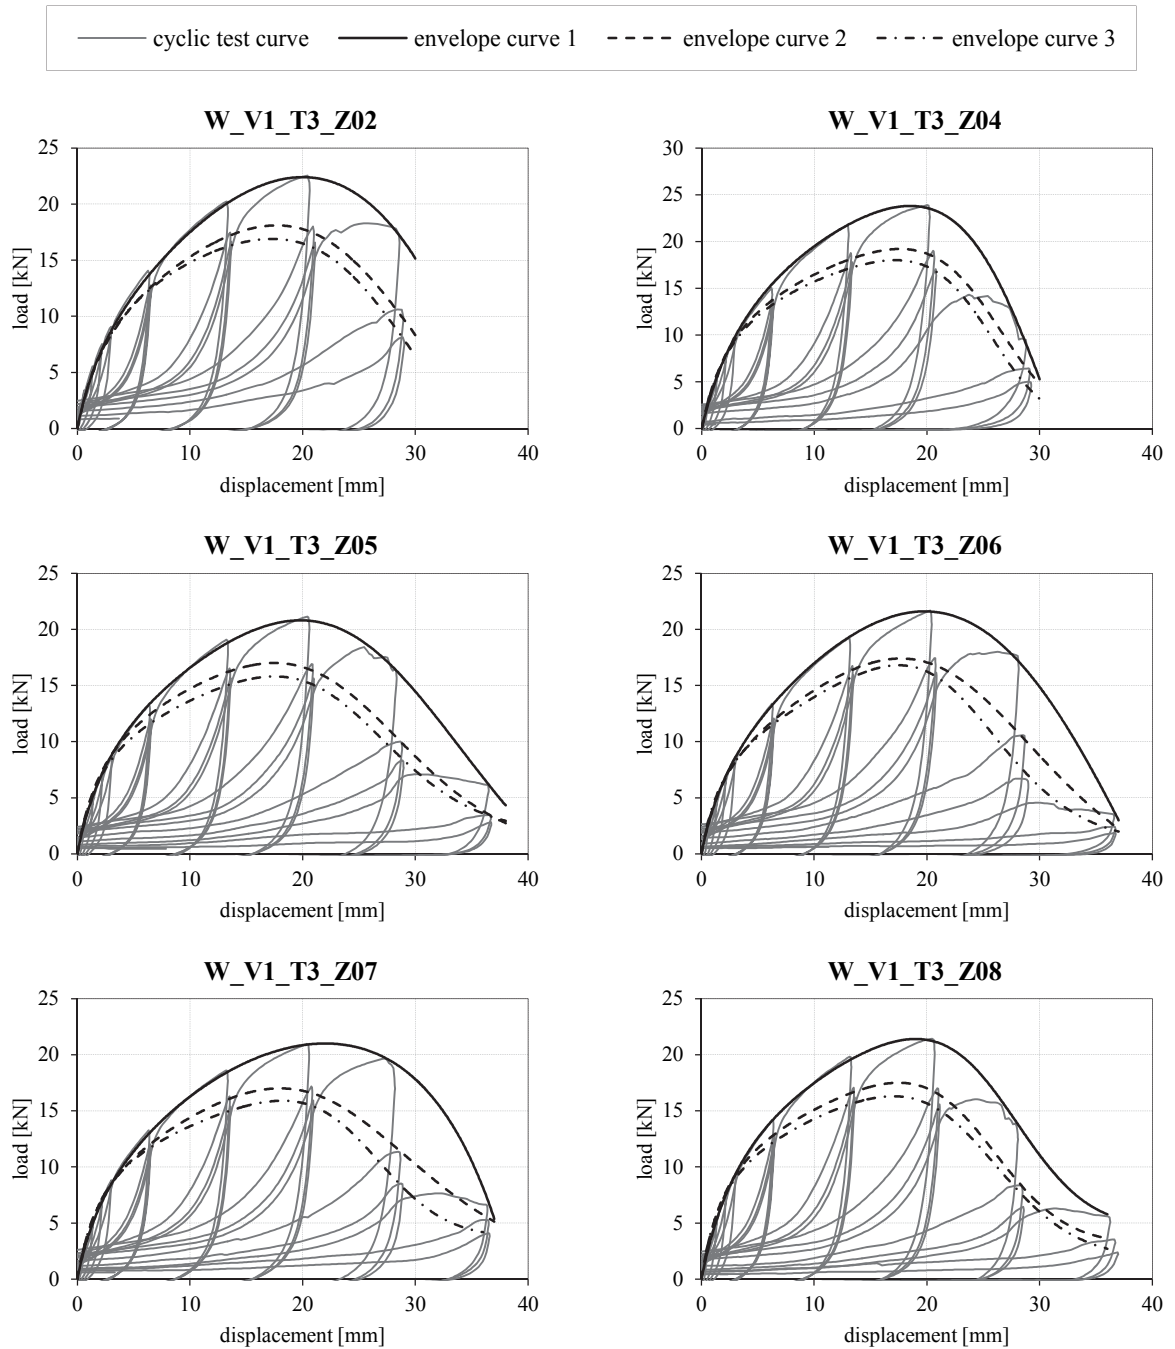 cyclic test curve envelope curve 1 envelope curve 2 envelope curve 3
W_V1_T3_Z02
25
20
15
10
5
0
load [kN]
0 10 20 30 40
displacement [mm]
W_V1_T3_Z04
30
25
20
15
10
5
0
load [kN]
0 10 20 30 40
displacement [mm]
W_V1_T3_Z05
25
20
15
10
5
0
load [kN]
0 10 20 30 40
displacement [mm]
W_V1_T3_Z06
25
20
15
10
5
0
load [kN]
0 10 20 30 40
displacement [mm]
W_V1_T3_Z07
25
20
15
10
5
0
load [kN]
0 10 20 30 40
displacement [mm]
W_V1_T3_Z08
25
20
15
10
5
0
load [kN]
0 10 20 30 40
displacement [mm]